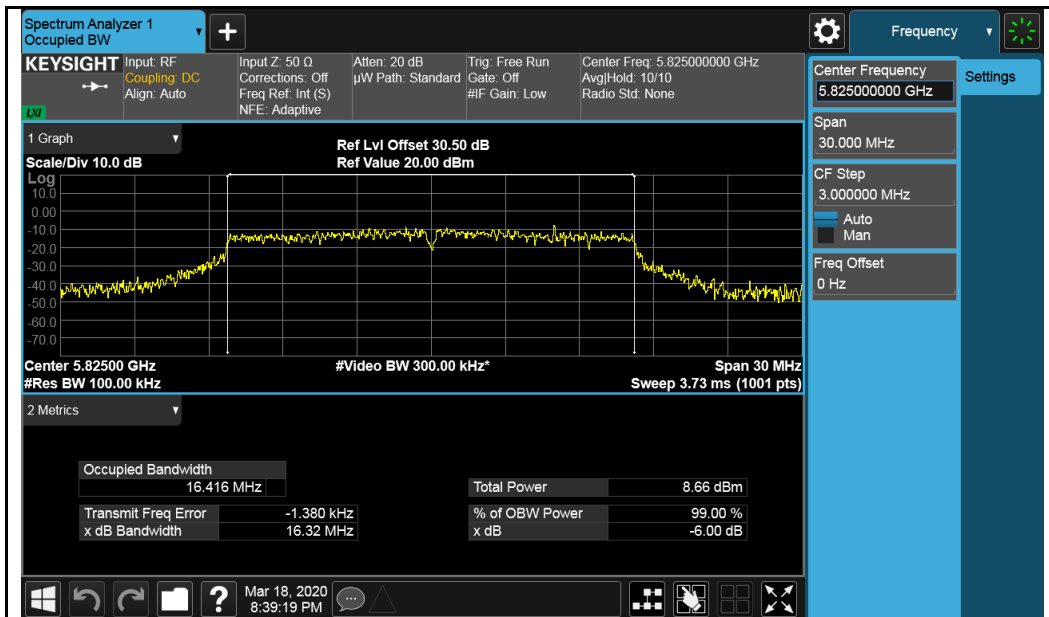 Spectrum Analyzer 1
Occupied BW
+
Frequency
KEYSIGHT
LXI
Input: RF
Coupling: DC
Align: Auto
Input Z: 50 Ω
Corrections: Off
Freq Ref: Int (S)
NFE: Adaptive
Atten: 20 dB
µW Path: Standard
Trig: Free Run
Gate: Off
#IF Gain: Low
Center Freq: 5.825000000 GHz
Avg|Hold: 10/10
Radio Std: None
Center Frequency
5.825000000 GHz
Settings
Span
30.000 MHz
CF Step
3.000000 MHz
Auto
Man
Freq Offset
0 Hz
1 Graph
Scale/Div 10.0 dB
Ref Lvl Offset 30.50 dB
Ref Value 20.00 dBm
Log
10.0
0.00
-10.0
-20.0
-30.0
-40.0
-50.0
-60.0
-70.0
Center 5.82500 GHz
#Video BW 300.00 kHz*
Span 30 MHz
#Res BW 100.00 kHz
Sweep 3.73 ms (1001 pts)
2 Metrics
Occupied Bandwidth
16.416 MHz
Total Power 8.66 dBm
Transmit Freq Error -1.380 kHz
% of OBW Power 99.00 %
x dB Bandwidth 16.32 MHz
x dB -6.00 dB
?
Mar 18, 2020
8:39:19 PM